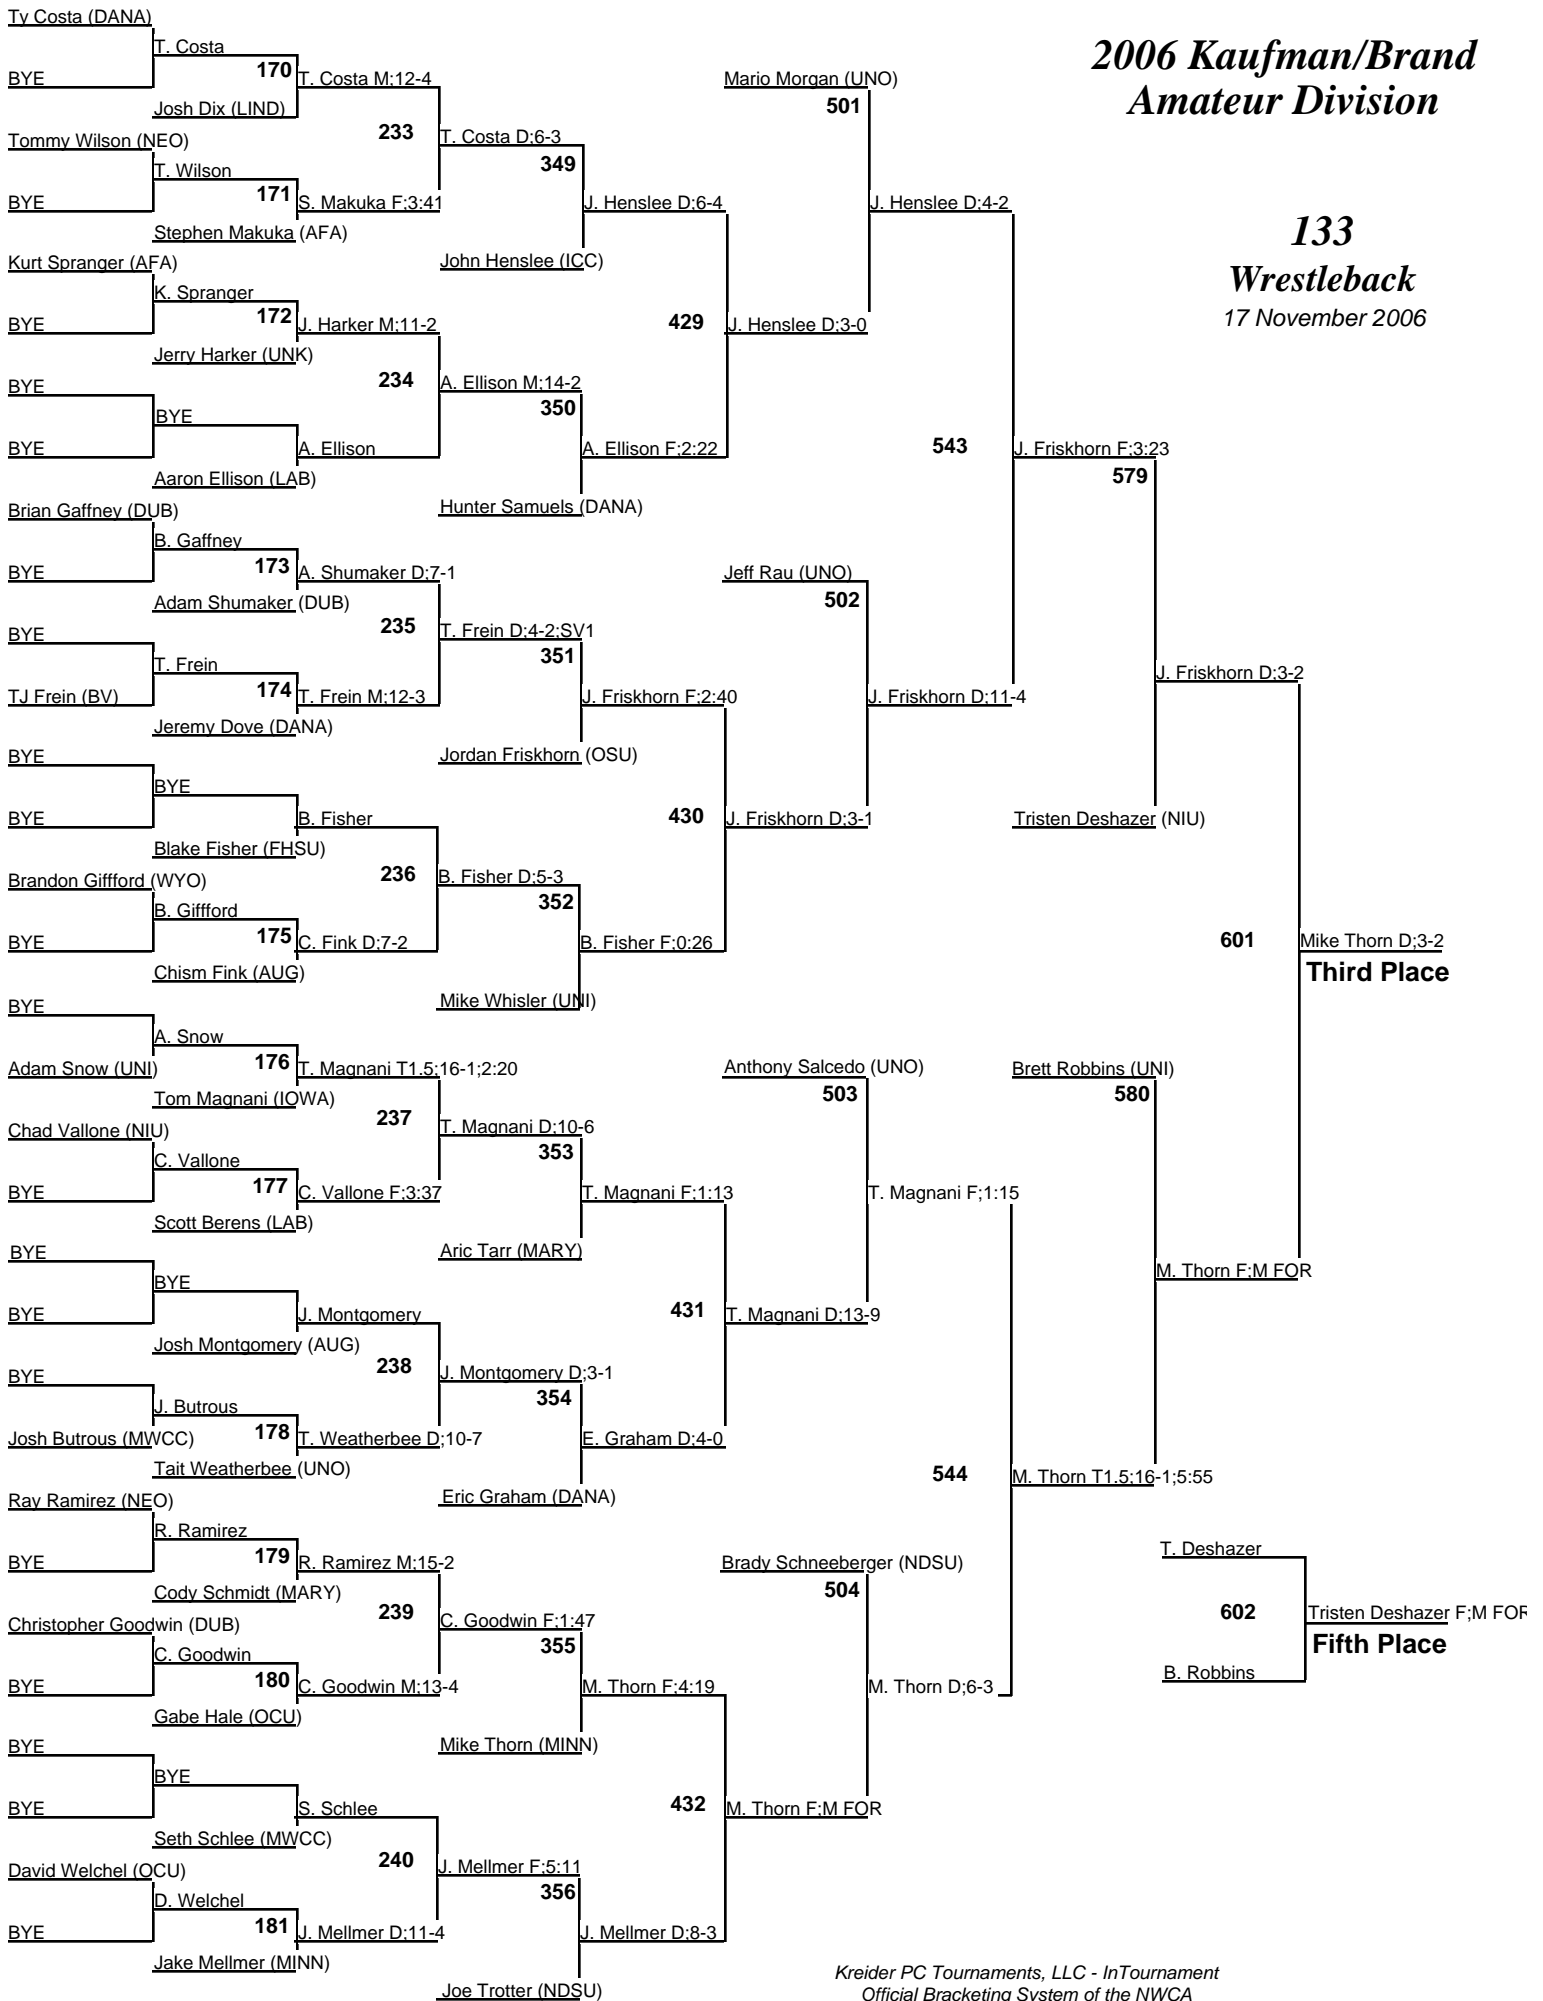 2006 Kaufman/Brand
Amateur Division
133
Wrestleback
17 November 2006
Ty Costa (DANA)
BYE
Tommy Wilson (NEO)
BYE
Kurt Spranger (AFA)
BYE
BYE
BYE
Brian Gaffney (DUB)
BYE
BYE
TJ Frein (BV)
BYE
BYE
Brandon Giffford (WYO)
BYE
BYE
Adam Snow (UNI)
Chad Vallone (NIU)
BYE
BYE
BYE
BYE
Josh Butrous (MWCC)
Ray Ramirez (NEO)
BYE
Christopher Goodwin (DUB)
BYE
BYE
BYE
David Welchel (OCU)
BYE
T. Costa
170
Josh Dix (LIND)
T. Wilson
171
Stephen Makuka (AFA)
K. Spranger
172
Jerry Harker (UNK)
BYE
Aaron Ellison (LAB)
B. Gaffney
173
Adam Shumaker (DUB)
T. Frein
174
Jeremy Dove (DANA)
BYE
Blake Fisher (FHSU)
B. Giffford
175
Chism Fink (AUG)
A. Snow
176
Tom Magnani (IOWA)
C. Vallone
177
Scott Berens (LAB)
BYE
Josh Montgomery (AUG)
J. Butrous
178
Tait Weatherbee (UNO)
R. Ramirez
179
Cody Schmidt (MARY)
C. Goodwin
180
Gabe Hale (OCU)
BYE
Seth Schlee (MWCC)
D. Welchel
181
Jake Mellmer (MINN)
T. Costa M;12-4
233
S. Makuka F;3:41
J. Harker M;11-2
234
A. Ellison
A. Shumaker D;7-1
235
T. Frein M;12-3
B. Fisher
236
C. Fink D;7-2
T. Magnani T1.5;16-1;2:20
237
C. Vallone F;3:37
J. Montgomery
238
T. Weatherbee D;10-7
R. Ramirez M;15-2
239
C. Goodwin M;13-4
S. Schlee
240
J. Mellmer D;11-4
T. Costa D;6-3
349
John Henslee (ICC)
A. Ellison M;14-2
350
Hunter Samuels (DANA)
T. Frein D;4-2;SV1
351
Jordan Friskhorn (OSU)
B. Fisher D;5-3
352
Mike Whisler (UNI)
T. Magnani D;10-6
353
Aric Tarr (MARY)
J. Montgomery D;3-1
354
Eric Graham (DANA)
C. Goodwin F;1:47
355
Mike Thorn (MINN)
J. Mellmer F;5:11
356
Joe Trotter (NDSU)
J. Henslee D;6-4
429
A. Ellison F;2:22
J. Friskhorn F;2:40
430
B. Fisher F;0:26
T. Magnani F;1:13
431
E. Graham D;4-0
M. Thorn F;4:19
432
J. Mellmer D;8-3
Mario Morgan (UNO)
501
J. Henslee D;3-0
Jeff Rau (UNO)
502
J. Friskhorn D;3-1
Anthony Salcedo (UNO)
503
T. Magnani D;13-9
Brady Schneeberger (NDSU)
504
M. Thorn F;M FOR
J. Henslee D;4-2
543
J. Friskhorn D;11-4
T. Magnani F;1:15
544
M. Thorn D;6-3
J. Friskhorn F;3:23
579
Tristen Deshazer (NIU)
Brett Robbins (UNI)
580
M. Thorn T1.5;16-1;5:55
J. Friskhorn D;3-2
601
M. Thorn F;M FOR
Mike Thorn D;3-2
Third Place
T. Deshazer
602
B. Robbins
Tristen Deshazer F;M FOR
Fifth Place
Kreider PC Tournaments, LLC - InTournament
Official Bracketing System of the NWCA